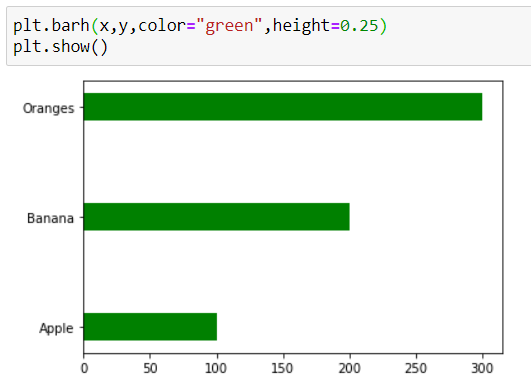 plt.barh(x,y,color="green",height=0.25)
plt.show()
Oranges
Banana
Apple
0 50 100 150 200 250 300